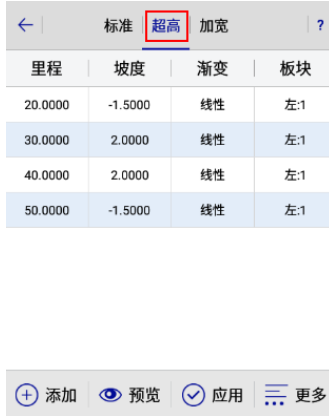 ← 标准 超高 加宽 ?
里程 坡度 渐变 板块
20.0000 -1.5000 线性 左:1
30.0000 2.0000 线性 左:1
40.0000 2.0000 线性 左:1
50.0000 -1.5000 线性 左:1
添加 预览 应用 更多